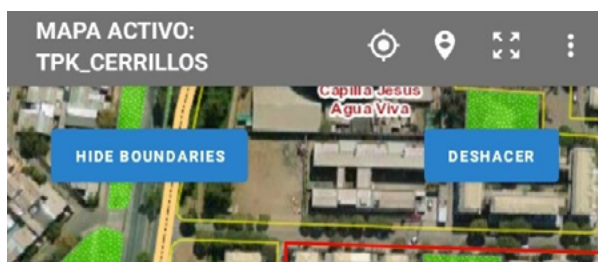 MAPA ACTIVO:
TPK_CERRILLOS
Capilla Jesus
Agua Viva
HIDE BOUNDARIES
DESHACER